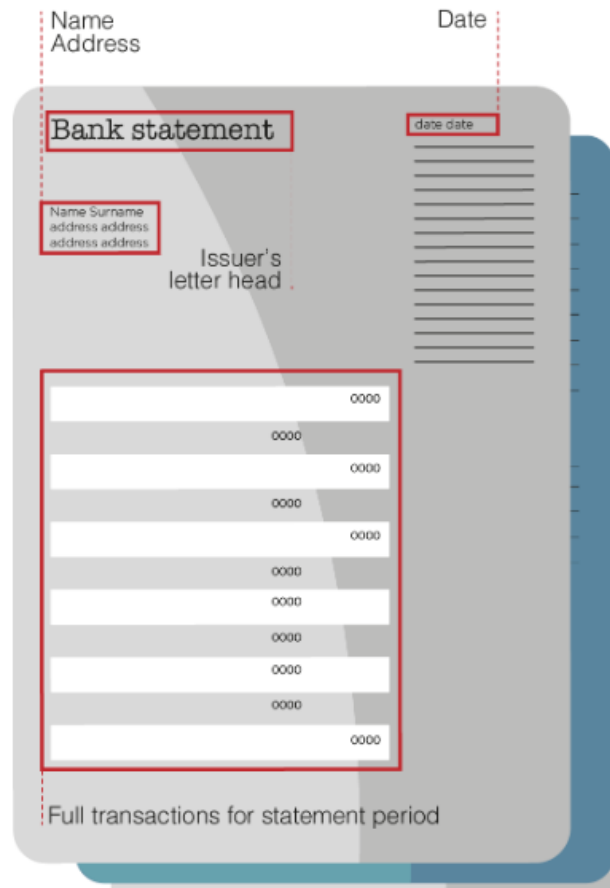 Name
Address
Date
Bank statement
date date
Name Surname
address address
address address
Issuer's
letter head
0000
0000
0000
0000
0000
0000
0000
0000
0000
0000
0000
Full transactions for statement period